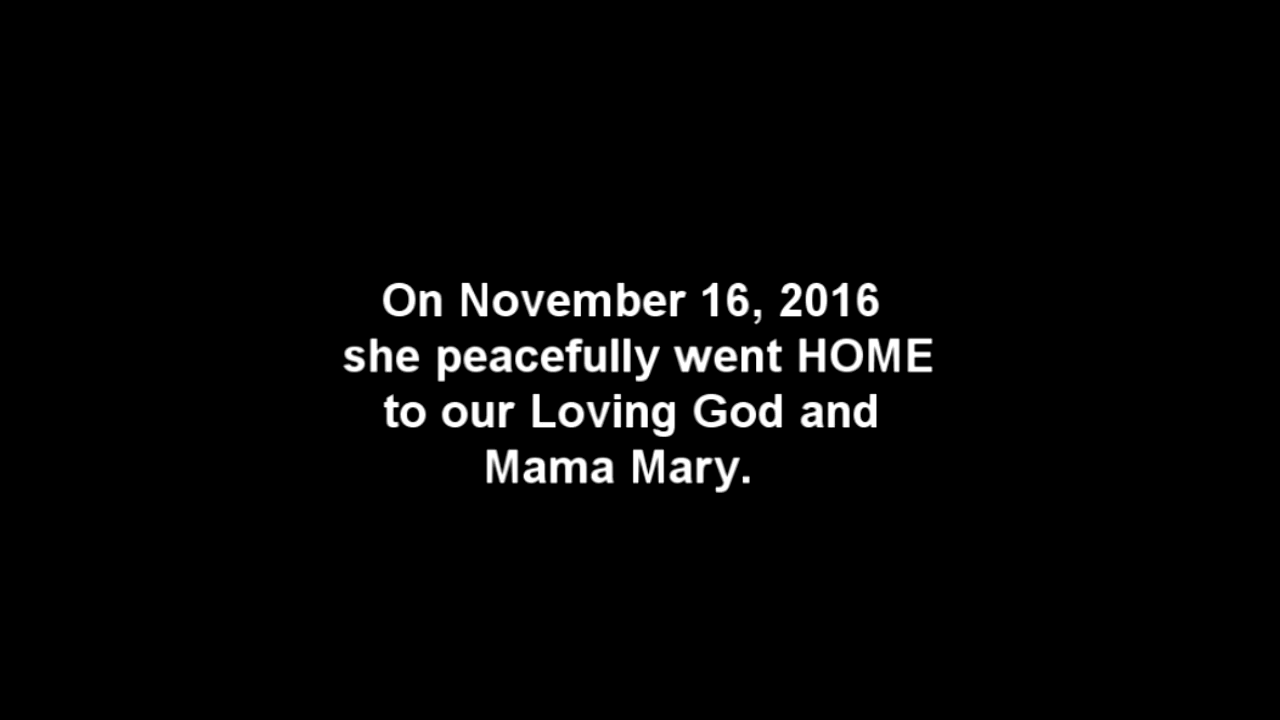 On November 16, 2016
she peacefully went HOME
to our Loving God and
Mama Mary.